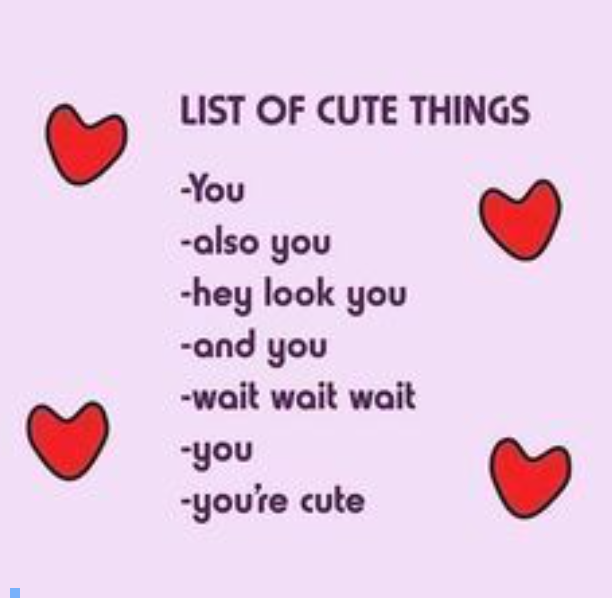 LIST OF CUTE THINGS
-You
-also you
-hey look you
-and you
-wait wait wait
-you
-you're cute